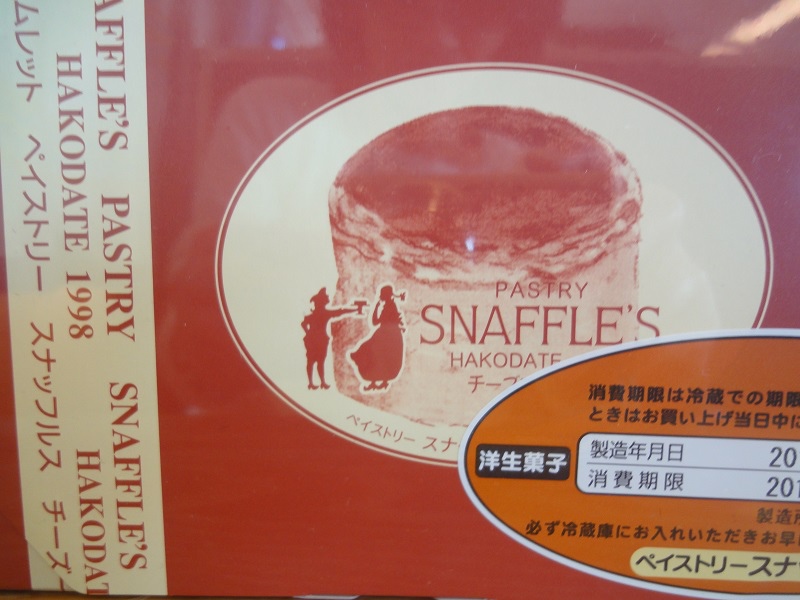 AFFLE'S PASTRY SNAFFLE'S
HAKODATE 1998 HAKODAT
ムレット ペイストリー スナッフルス チーズ
PASTRY
SNAFFLE'S
HAKODATE
チーズ
ペイストリー スナ
消費期限は冷蔵での期限
ときはお買い上げ当日中に
洋生菓子
製造年月日 20
消費期限 201
製造
必ず冷蔵庫にお入れいただきお早
ペイストリースナ